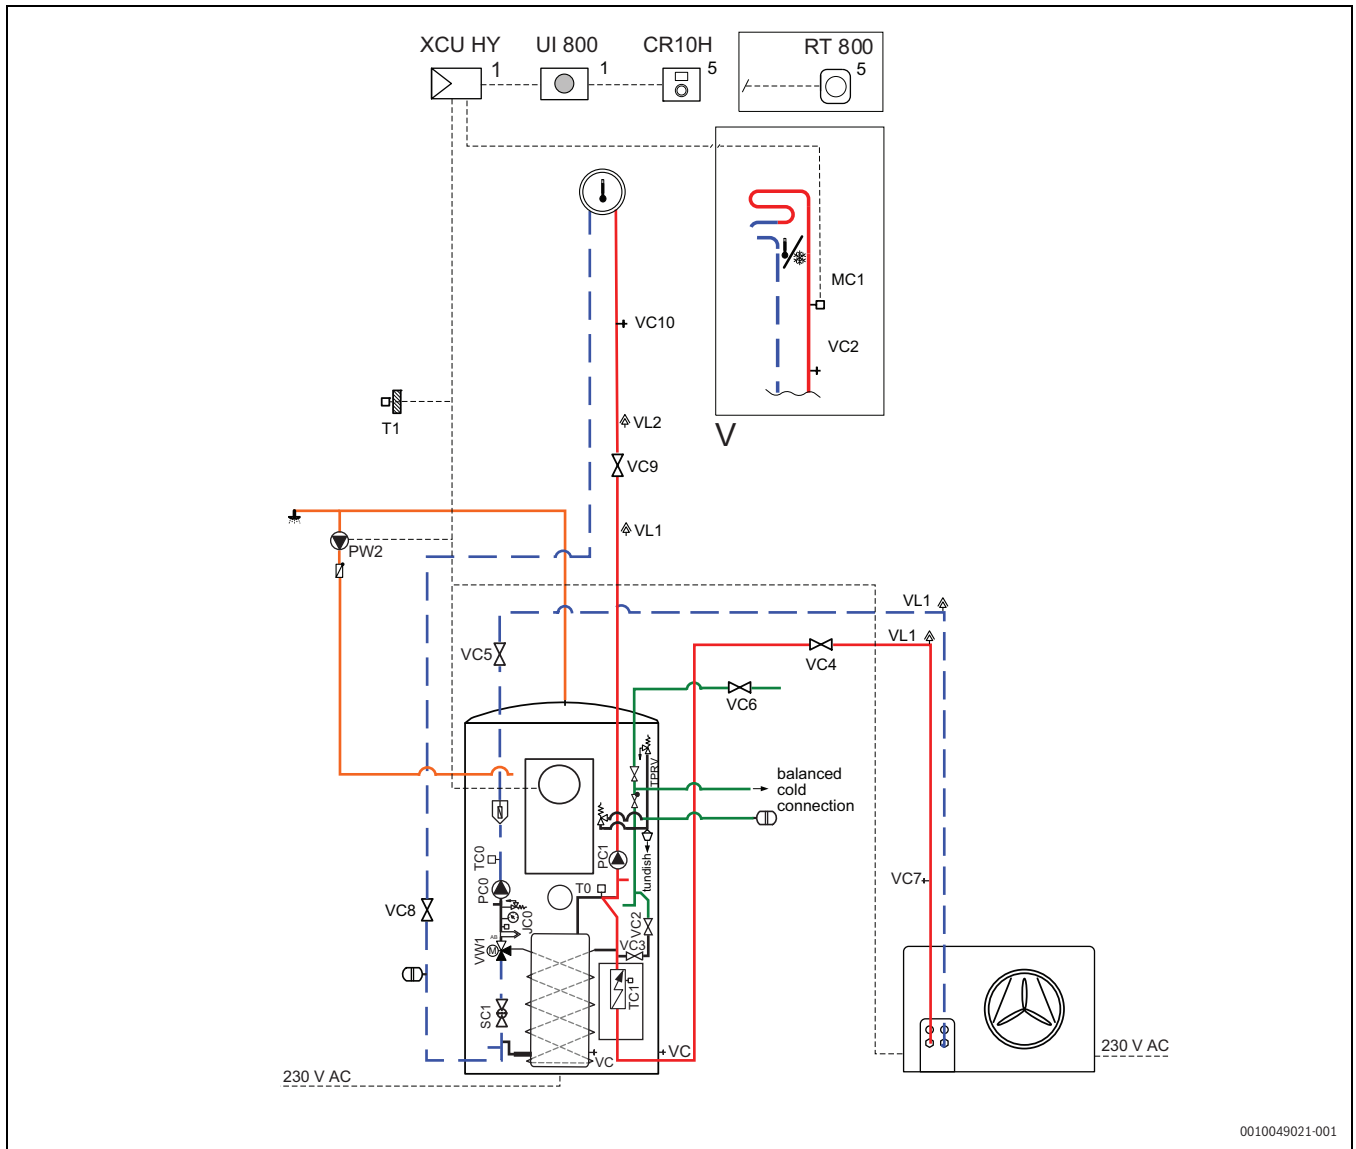 XCU HY
1
UI 800
1
CR10H
5
RT 800
5
MC1
VC2
V
VC10
VL2
VC9
VL1
T1
PW2
VL1
VL1
VC5
VC4
VC6
TPRV
balanced
cold
connection
tundish
PC1
TC0
PC0
T0
VC7
VC8
JC0
VC2
AB
VW1
M
VC3
TC1
SC1
VC
VC
230 V AC
230 V AC
0010049021-001